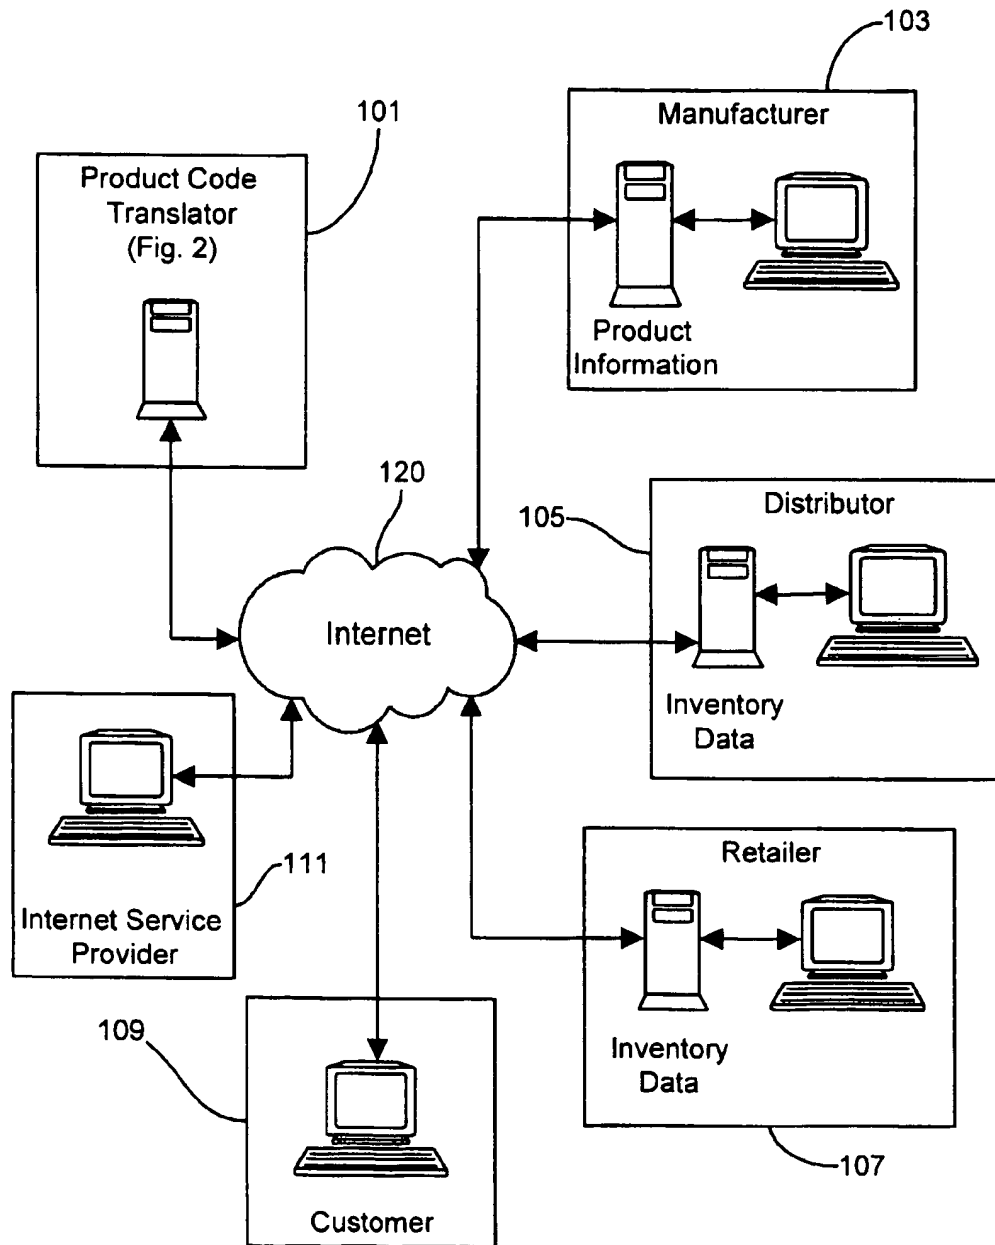 103
Manufacturer
Product
Information
101
Product Code
Translator
(Fig. 2)
120
Internet
105
Distributor
Inventory
Data
111
Internet Service
Provider
Retailer
Inventory
Data
107
109
Customer